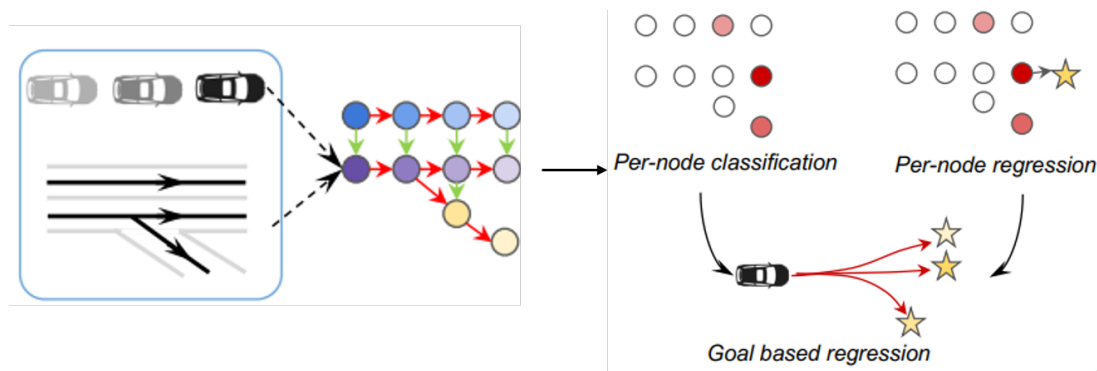 Per-node classification
Per-node regression
Goal based regression